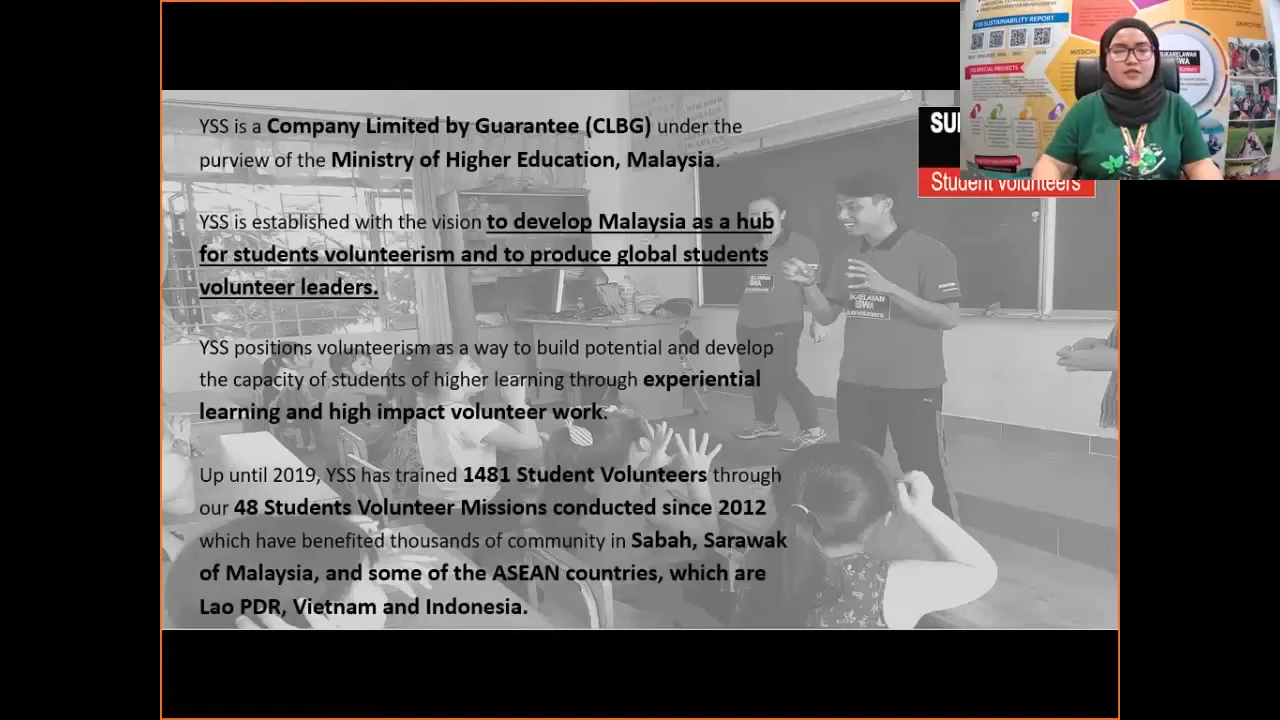 YSS is a Company Limited by Guarantee (CLBG) under the
purview of the Ministry of Higher Education, Malaysia.
YSS is established with the vision to develop Malaysia as a hub
for students volunteerism and to produce global students
volunteer leaders.
YSS positions volunteerism as a way to build potential and develop
the capacity of students of higher learning through experiential
learning and high impact volunteer work.
Up until 2019, YSS has trained 1481 Student Volunteers through
our 48 Students Volunteer Missions conducted since 2012
which have benefited thousands of community in Sabah, Sarawak
of Malaysia, and some of the ASEAN countries, which are
Lao PDR, Vietnam and Indonesia.
Student Volunteers
YSS SUSTAINABILITY REPORT
YSS SPECIAL PROJECTS
MISSION